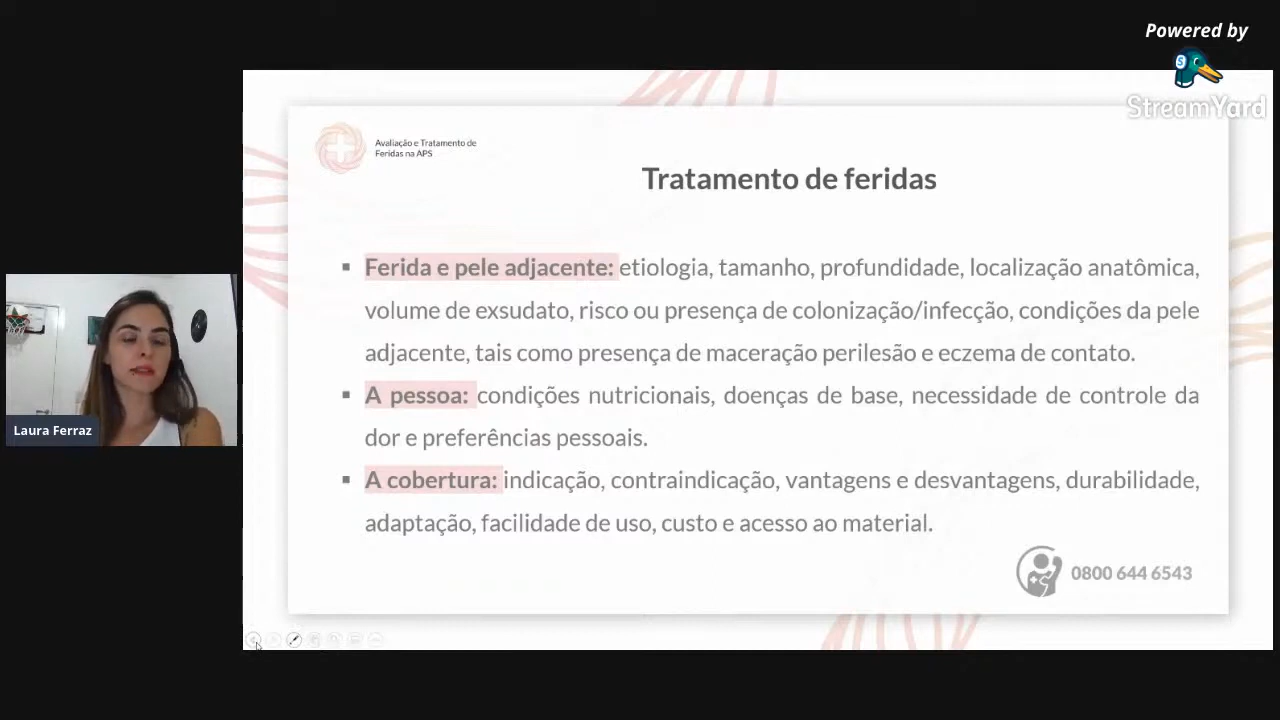 Powered by
StreamYard
Avaliação e Tratamento de
Feridas na APS
Tratamento de feridas
▪ Ferida e pele adjacente: etiologia, tamanho, profundidade, localização anatômica,
volume de exsudato, risco ou presença de colonização/infecção, condições da pele
adjacente, tais como presença de maceração perilesão e eczema de contato.
▪ A pessoa: condições nutricionais, doenças de base, necessidade de controle da
dor e preferências pessoais.
▪ A cobertura: indicação, contraindicação, vantagens e desvantagens, durabilidade,
adaptação, facilidade de uso, custo e acesso ao material.
0800 644 6543
Laura Ferraz